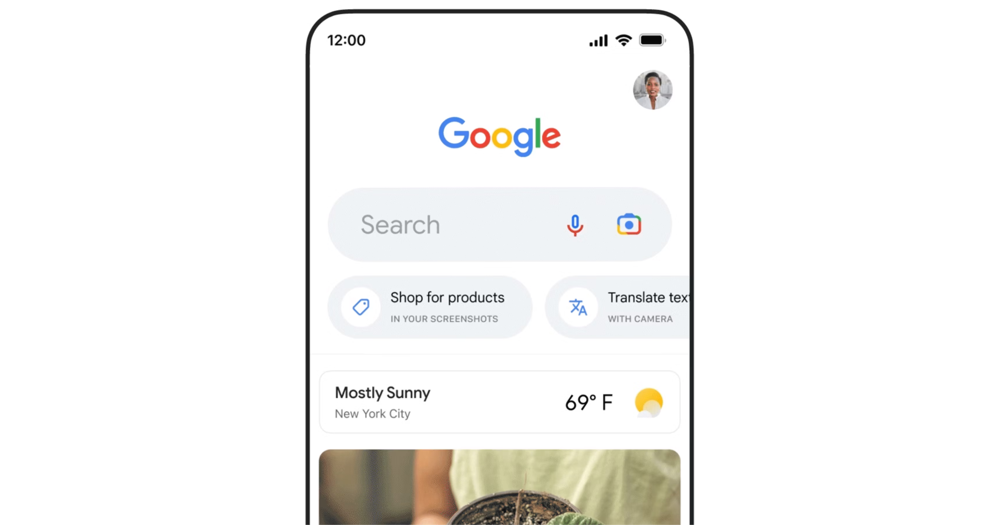 12:00
Google
Search
Shop for products
IN YOUR SCREENSHOTS
Translate text
WITH CAMERA
Mostly Sunny
New York City
69° F